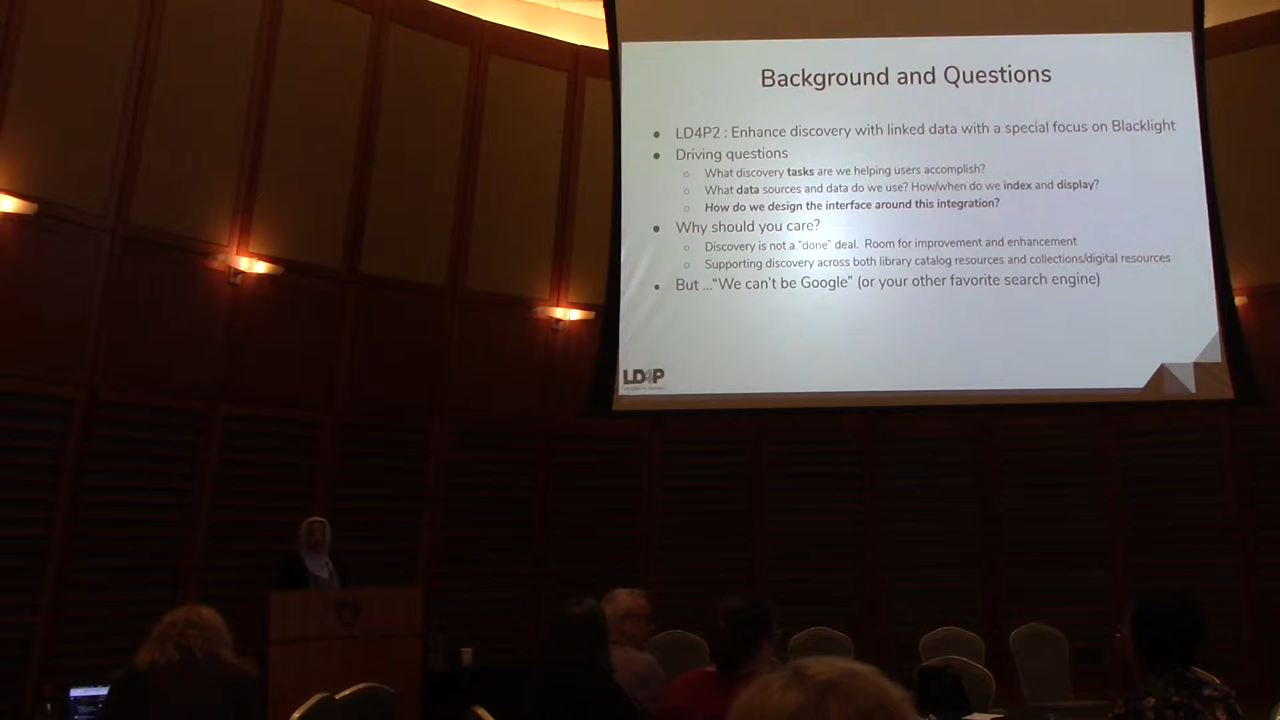 Background and Questions
● LD4P2 : Enhance discovery with linked data with a special focus on Blacklight
● Driving questions
○ What discovery tasks are we helping users accomplish?
○ What data sources and data do we use? How/when do we index and display?
○ How do we design the interface around this integration?
● Why should you care?
○ Discovery is not a “done” deal. Room for improvement and enhancement
○ Supporting discovery across both library catalog resources and collections/digital resources
● But ...“We can’t be Google” (or your other favorite search engine)
LD4P